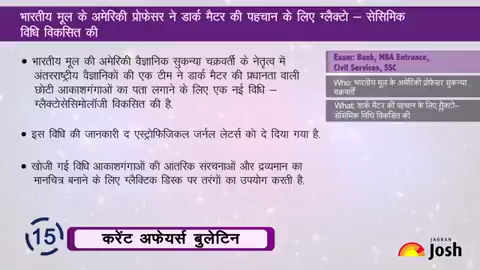 भारतीय मूल के अमेरिकी प्रोफेसर ने डार्क मैटर की पहचान के लिए ग्लैक्टो – सेसिमिक
विधि विकसित की
• भारतीय मूल की अमेरिकी वैज्ञानिक सुकन्या चक्रवर्ती के नेतृत्व में
अंतरराष्ट्रीय वैज्ञानिकों की एक टीम ने डार्क मैटर की प्रधानता वाली
छोटी आकाशगंगाओं का पता लगाने के लिए एक नई विधि –
ग्लैक्टोसेसिमोलॉजी विकसित की है.
• इस विधि की जानकारी द एस्ट्रोफिजिकल जर्नल लेटर्स को दे दिया गया है.
• खोजी गई विधि आकाशगंगाओं की आंतरिक संरचनाओं और द्रव्यमान का
मानचित्र बनाने के लिए ग्लैक्टिक डिस्क पर तरंगों का उपयोग करती है.
Exam: Bank, MBA Entrance,
Civil Services, SSC
Who: भारतीय मूल के अमेरिकी प्रोफेसर सुकन्या
चक्रवर्ती
What: डार्क मैटर की पहचान के लिए ग्लैक्टो–
सेसिमिक विधि विकसित की
15
करेंट अफेयर्स बुलेटिन
JAGRAN
Josh